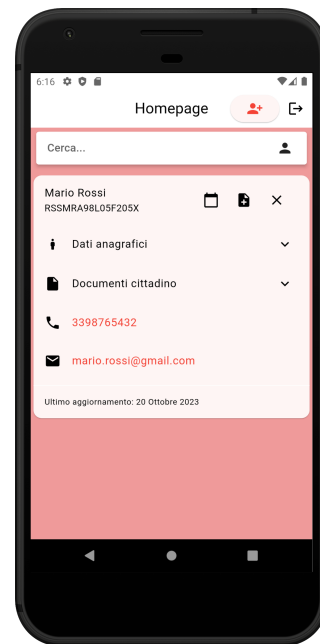 6:16
Homepage
Cerca...
Mario Rossi
RSSMRA98L05F205X
Dati anagrafici
Documenti cittadino
3398765432
mario.rossi@gmail.com
Ultimo aggiornamento: 20 Ottobre 2023